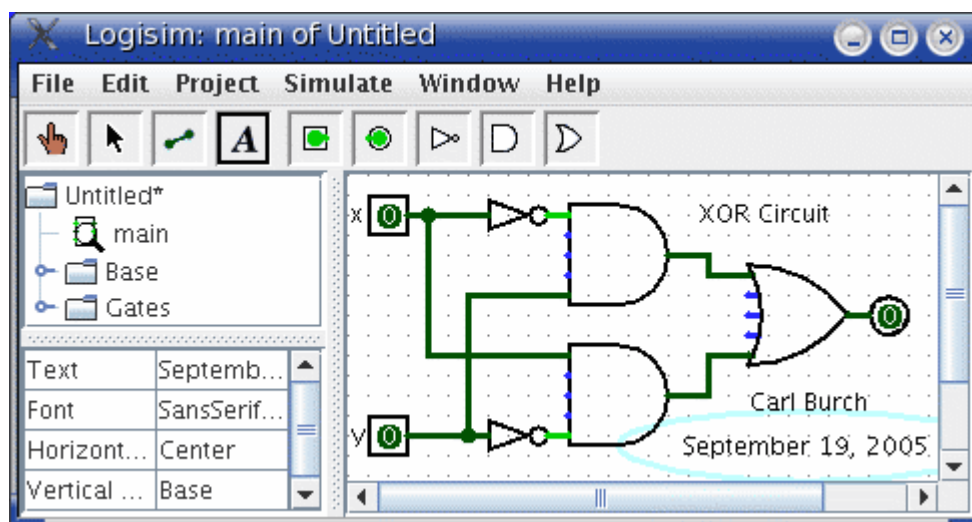 Logisim: main of Untitled
File Edit Project Simulate Window Help
A
Untitled*
main
Base
Gates
Text Septemb...
Font SansSerif...
Horizont... Center
Vertical ... Base
XOR Circuit
x 0
0
y 0
Carl Burch
September 19, 2005